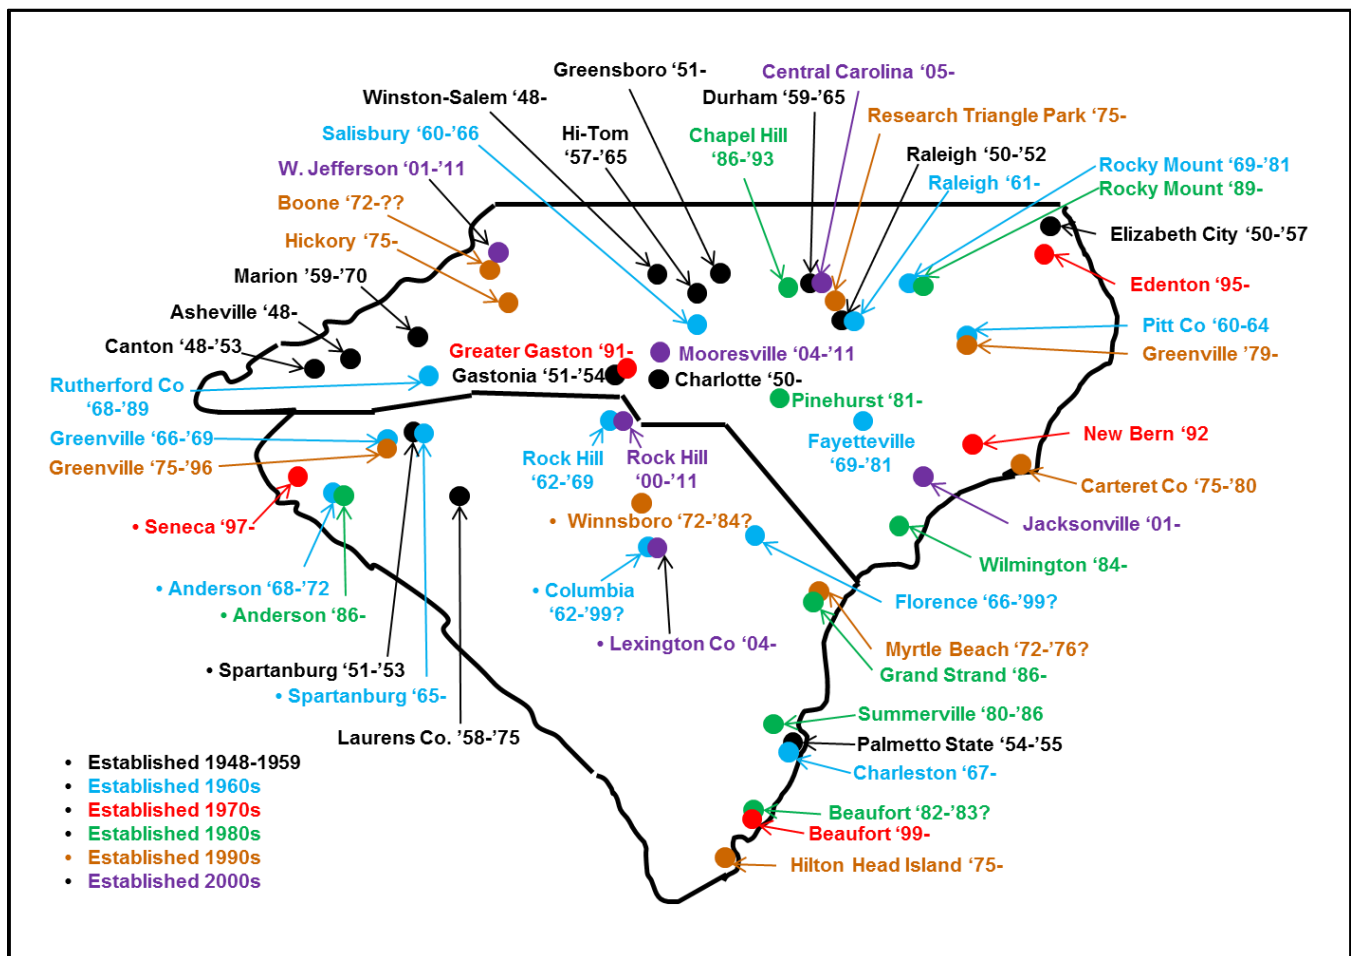 Greensboro ‘51-
Central Carolina ‘05-
Winston-Salem ‘48-
Durham ‘59-’65
Research Triangle Park ‘75-
Salisbury ‘60-’66
Hi-Tom
‘57-’65
Chapel Hill
‘86-’93
Raleigh ‘50-’52
W. Jefferson ‘01-’11
Raleigh ‘61-
Rocky Mount ‘69-’81
Rocky Mount ‘89-
Boone ‘72-??
Hickory ‘75-
Elizabeth City ‘50-’57
Marion ‘59-’70
Edenton ‘95-
Asheville ‘48-
Pitt Co ‘60-64
Canton ‘48-’53
Greater Gaston ‘91-
Mooresville ‘04-’11
Greenville ‘79-
Gastonia ‘51-’54
Charlotte ‘50-
Rutherford Co
‘68-’89
Pinehurst ‘81-
Greenville ‘66-’69
Fayetteville
‘69-’81
New Bern ‘92
Greenville ‘75-’96
Rock Hill
‘62-’69
Rock Hill
‘00-’11
Carteret Co ‘75-’80
• Seneca ‘97-
• Winnsboro ‘72-’84?
Jacksonville ‘01-
Wilmington ‘84-
• Anderson ‘68-’72
• Columbia
‘62-’99?
Florence ‘66-’99?
• Anderson ‘86-
• Lexington Co ‘04-
Myrtle Beach ‘72-’76?
• Spartanburg ‘51-’53
Grand Strand ‘86-
• Spartanburg ‘65-
Summerville ‘80-’86
Laurens Co. ’58-’75
Palmetto State ‘54-’55
Charleston ‘67-
Beaufort ‘82-‘83?
Beaufort ‘99-
Hilton Head Island ‘75-
• Established 1948-1959
• Established 1960s
• Established 1970s
• Established 1980s
• Established 1990s
• Established 2000s